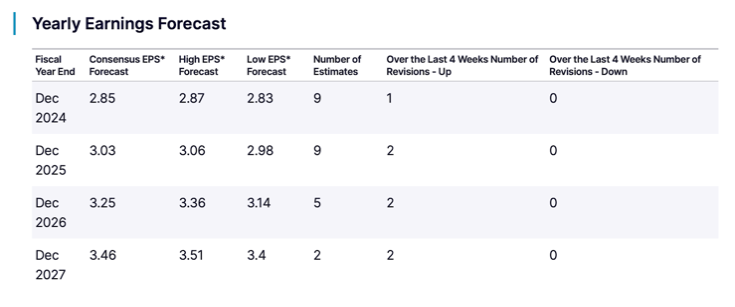 Yearly Earnings Forecast
Fiscal Year End Consensus EPS* Forecast High EPS* Forecast Low EPS* Forecast Number of Estimates Over the Last 4 Weeks Number of Revisions - Up Over the Last 4 Weeks Number of Revisions - Down
Dec 2024 2.85 2.87 2.83 9 1 0
Dec 2025 3.03 3.06 2.98 9 2 0
Dec 2026 3.25 3.36 3.14 5 2 0
Dec 2027 3.46 3.51 3.4 2 2 0